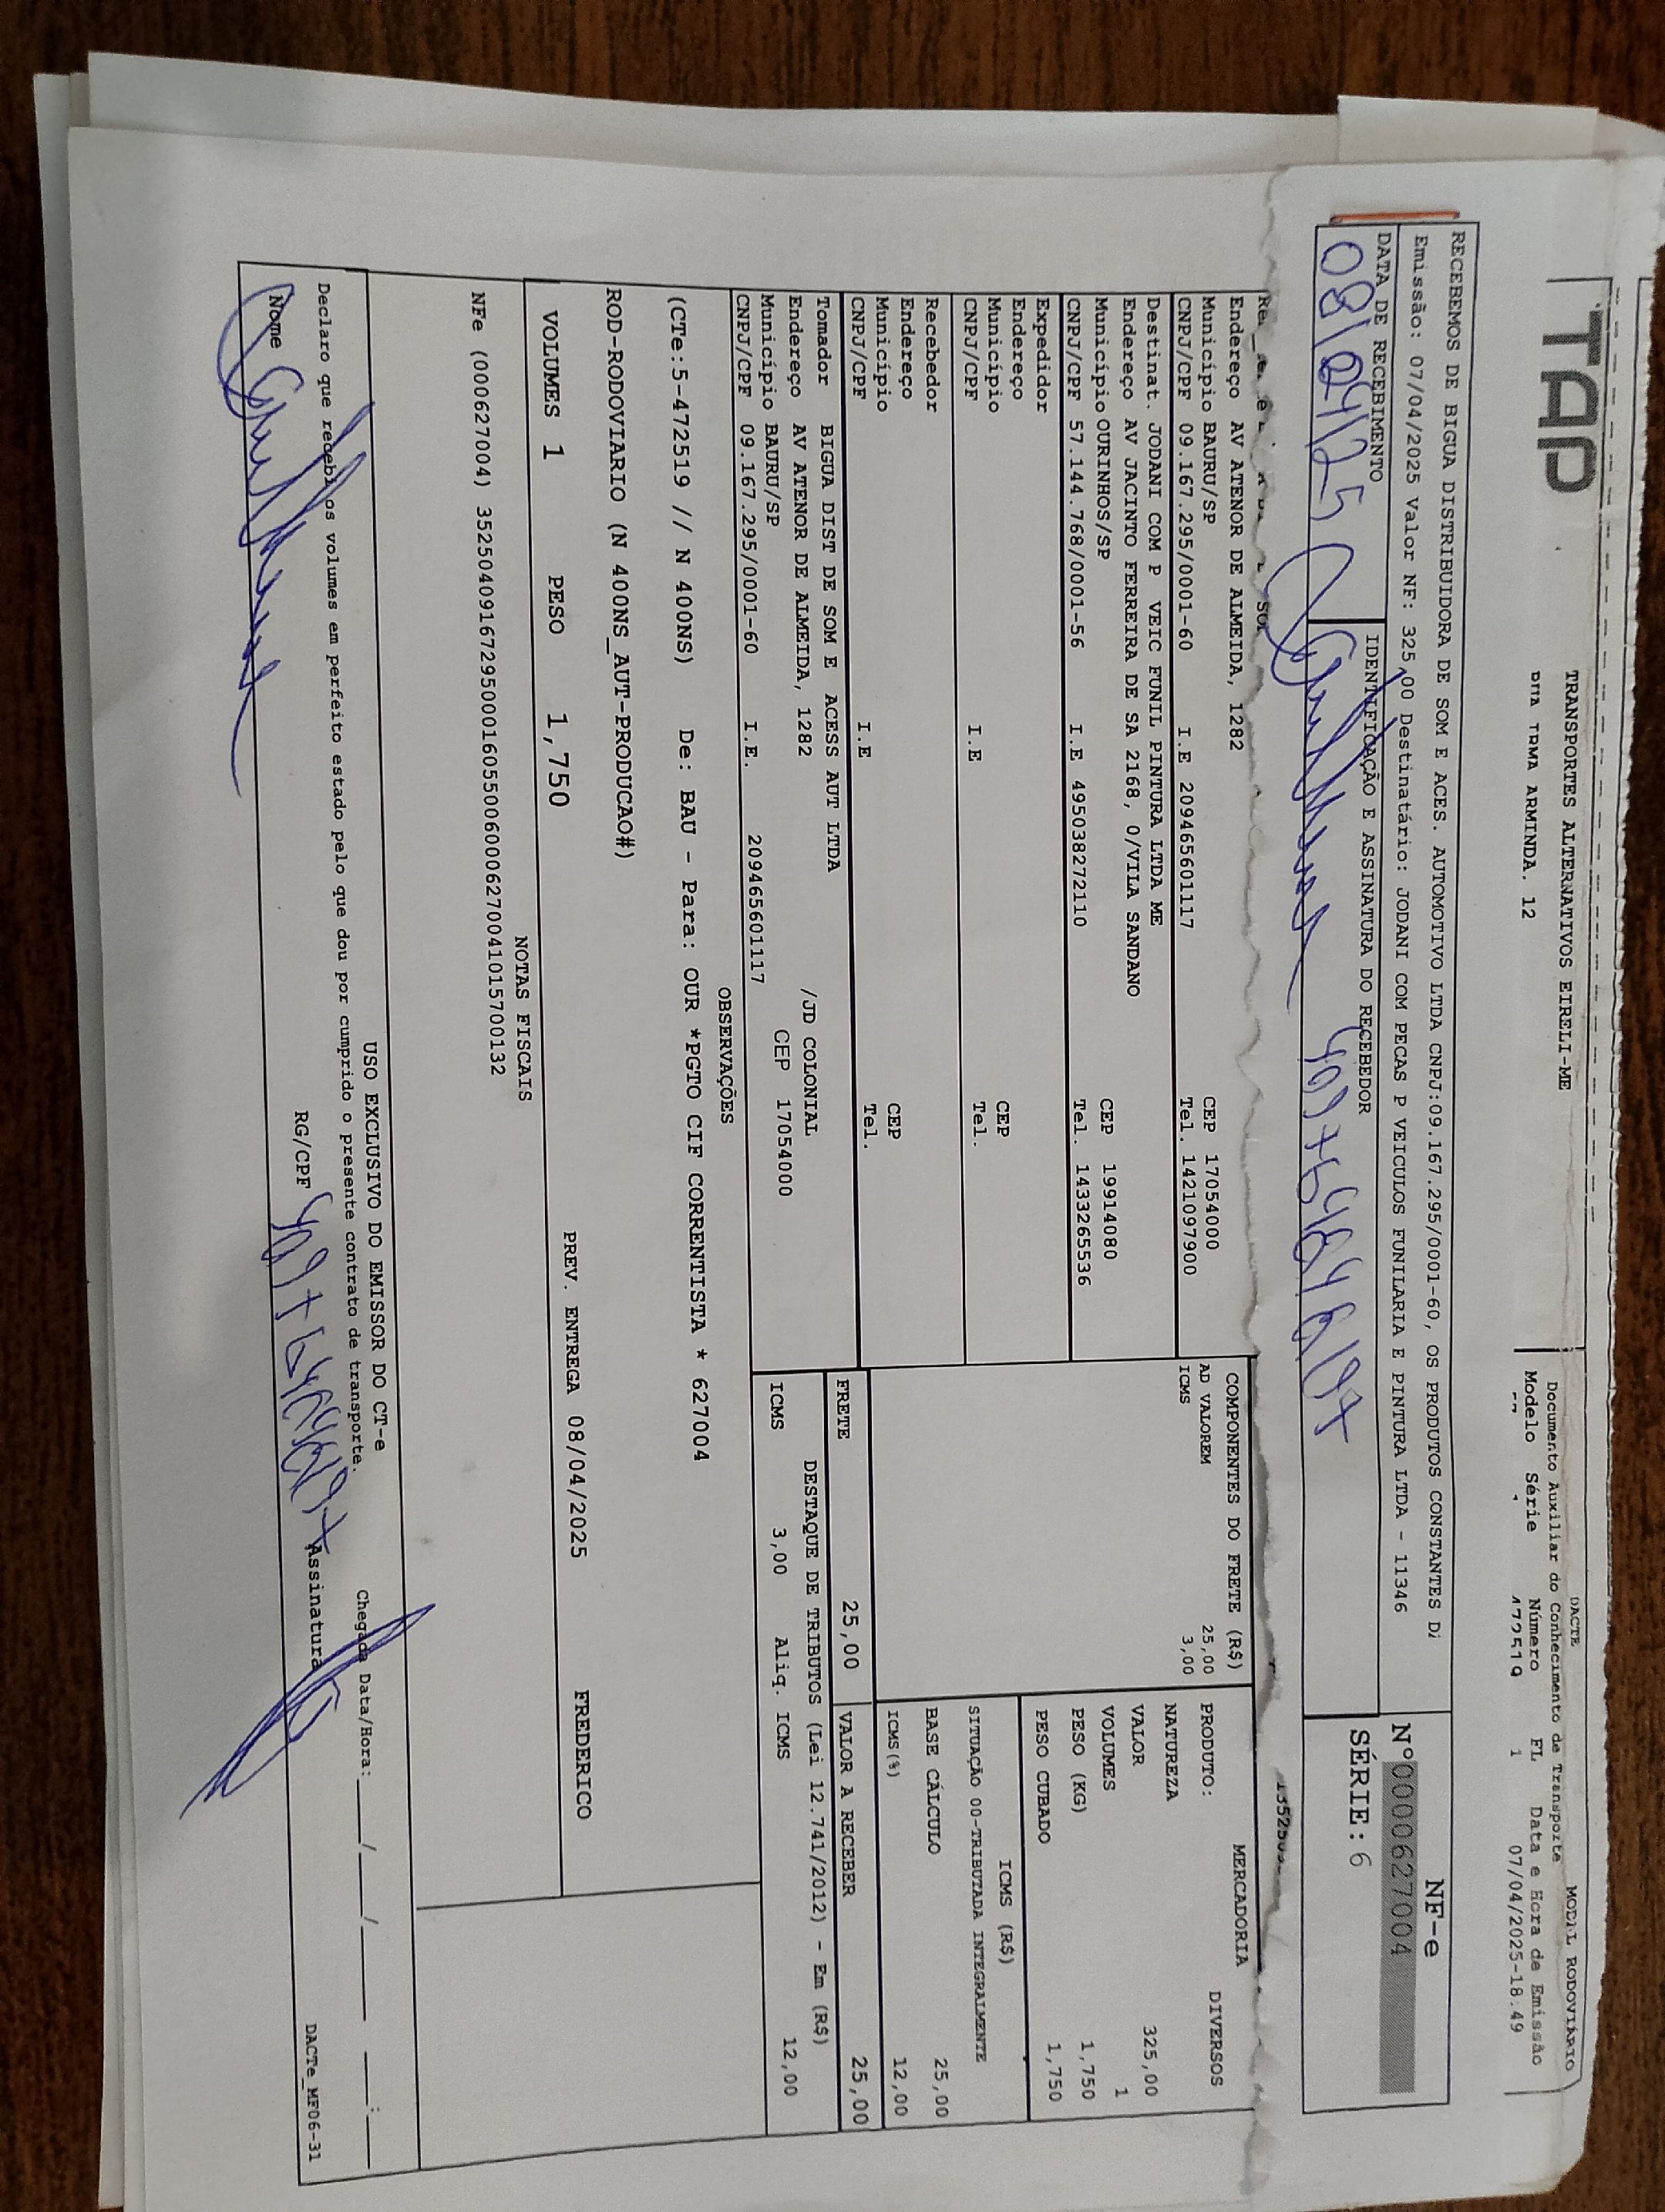 TAP
TRANSPORTES ALTERNATIVOS EIRELI-ME
ARMINDA, 12
DACTE
Documento Auxiliar do Conhecimento de Transporte
MODAL RODOVIÁRIO
Modelo Série Número FL Data e Hora de Emissão
472519 1 07/04/2025-18.49
RECEBEMOS DE BIGUA DISTRIBUIDORA DE SOM E ACES. AUTOMOTIVO LTDA CNPJ:09.167.295/0001-60, OS PRODUTOS CONSTANTES D
Emissão: 07/04/2025 Valor NF: 325,00 Destinatário: JODANI COM PECAS P VEICULOS FUNILARIA E PINTURA LTDA - 11346
DATA DE RECEBIMENTO
08/04/25
IDENTIFICAÇÃO E ASSINATURA DO RECEBEDOR
NF-e
Nº000627004
SÉRIE:6
Endereço AV ATENOR DE ALMEIDA, 1282
Município BAURU/SP CEP 17054000
CNPJ/CPF 09.167.295/0001-60 I.E 209465601117 Tel. 1421097900
Destinat. JODANI COM P VEIC FUNIL PINTURA LTDA ME
Endereço AV JACINTO FERREIRA DE SA 2168, 0/VILA SANDANO
Município OURINHOS/SP CEP 19914080
CNPJ/CPF 57.144.768/0001-56 I.E 495038272110 Tel. 1433265536
Expedidor
Endereço
Município CEP
CNPJ/CPF I.E Tel.
Recebedor
Endereço
Município CEP
CNPJ/CPF I.E Tel.
Tomador BIGUA DIST DE SOM E ACESS AUT LTDA
Endereço AV ATENOR DE ALMEIDA, 1282 /JD COLONIAL
Município BAURU/SP CEP 17054000
CNPJ/CPF 09.167.295/0001-60 I.E. 209465601117
COMPONENTES DO FRETE (R$)
AD VALOREM 25,00
ICMS 3,00
MERCADORIA
PRODUTO: DIVERSOS
NATUREZA
VALOR 325,00
VOLUMES 1
PESO (KG) 1,750
PESO CUBADO 1,750
ICMS (R$)
SITUAÇÃO 00-TRIBUTADA INTEGRALMENTE
BASE CÁLCULO 25,00
ICMS(%) 12,00
FRETE 25,00 VALOR A RECEBER 25,00
DESTAQUE DE TRIBUTOS (Lei 12.741/2012) - Em (R$)
ICMS 3,00 Aliq. ICMS 12,00
OBSERVAÇÕES
(CTe:5-472519 // N 400NS) De: BAU - Para: OUR *PGTO CIF CORRENTISTA * 627004
ROD-RODOVIARIO (N 400NS_AUT-PRODUCAO#)
VOLUMES 1 PESO 1,750 PREV. ENTREGA 08/04/2025 FREDERICO
NOTAS FISCAIS
NFe (000627004) 35250409167295000160550060006270041015700132
USO EXCLUSIVO DO EMISSOR DO CT-e
Declaro que recebi os volumes em perfeito estado pelo que dou por cumprido o presente contrato de transporte.
Chegada Data/Hora: ____/____/____ ___:___
Nome RG/CPF Assinatura
DACTe_MF06-31